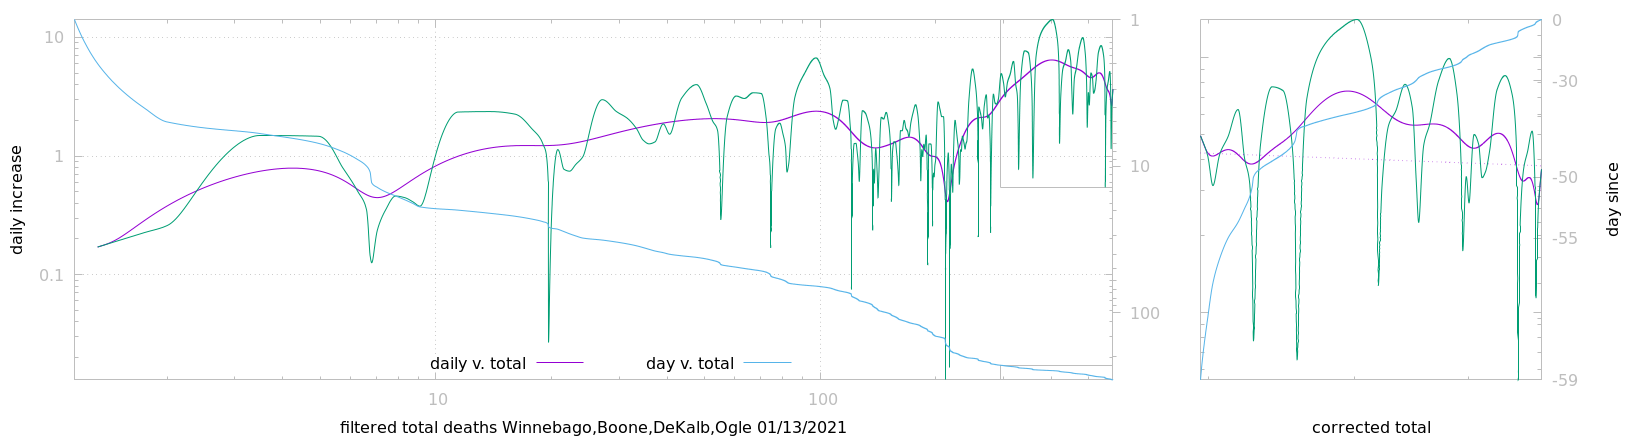 10
1
0.1
daily increase
daily v. total
day v. total
10
100
filtered total deaths Winnebago,Boone,DeKalb,Ogle 01/13/2021
1
10
100
0
-30
-50
-55
-59
day since
corrected total